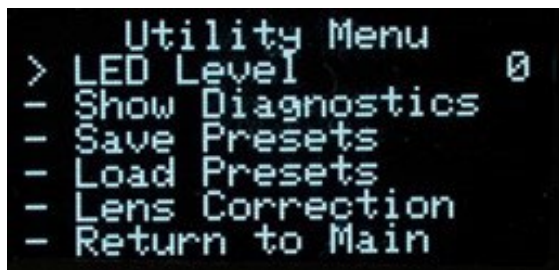 Utility Menu
> LED Level 0
- Show Diagnostics
- Save Presets
- Load Presets
- Lens Correction
- Return to Main